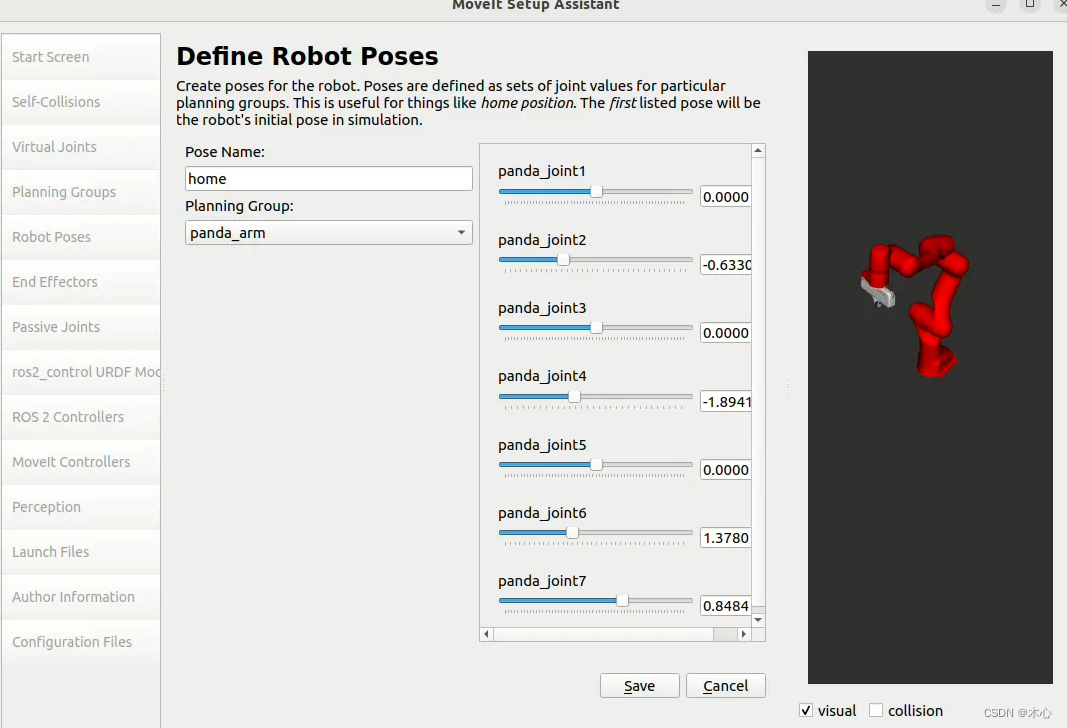 MoveIt Setup Assistant
Start Screen
Self-Collisions
Virtual Joints
Planning Groups
Robot Poses
End Effectors
Passive Joints
ros2_control URDF Mod
ROS 2 Controllers
MoveIt Controllers
Perception
Launch Files
Author Information
Configuration Files
Define Robot Poses
Create poses for the robot. Poses are defined as sets of joint values for particular
planning groups. This is useful for things like home position. The first listed pose will be
the robot's initial pose in simulation.
Pose Name:
home
Planning Group:
panda_arm
panda_joint1
0.0000
panda_joint2
-0.6330
panda_joint3
0.0000
panda_joint4
-1.8941
panda_joint5
0.0000
panda_joint6
1.3780
panda_joint7
0.8484
Save
Cancel
visual
collision
CSDN @木心